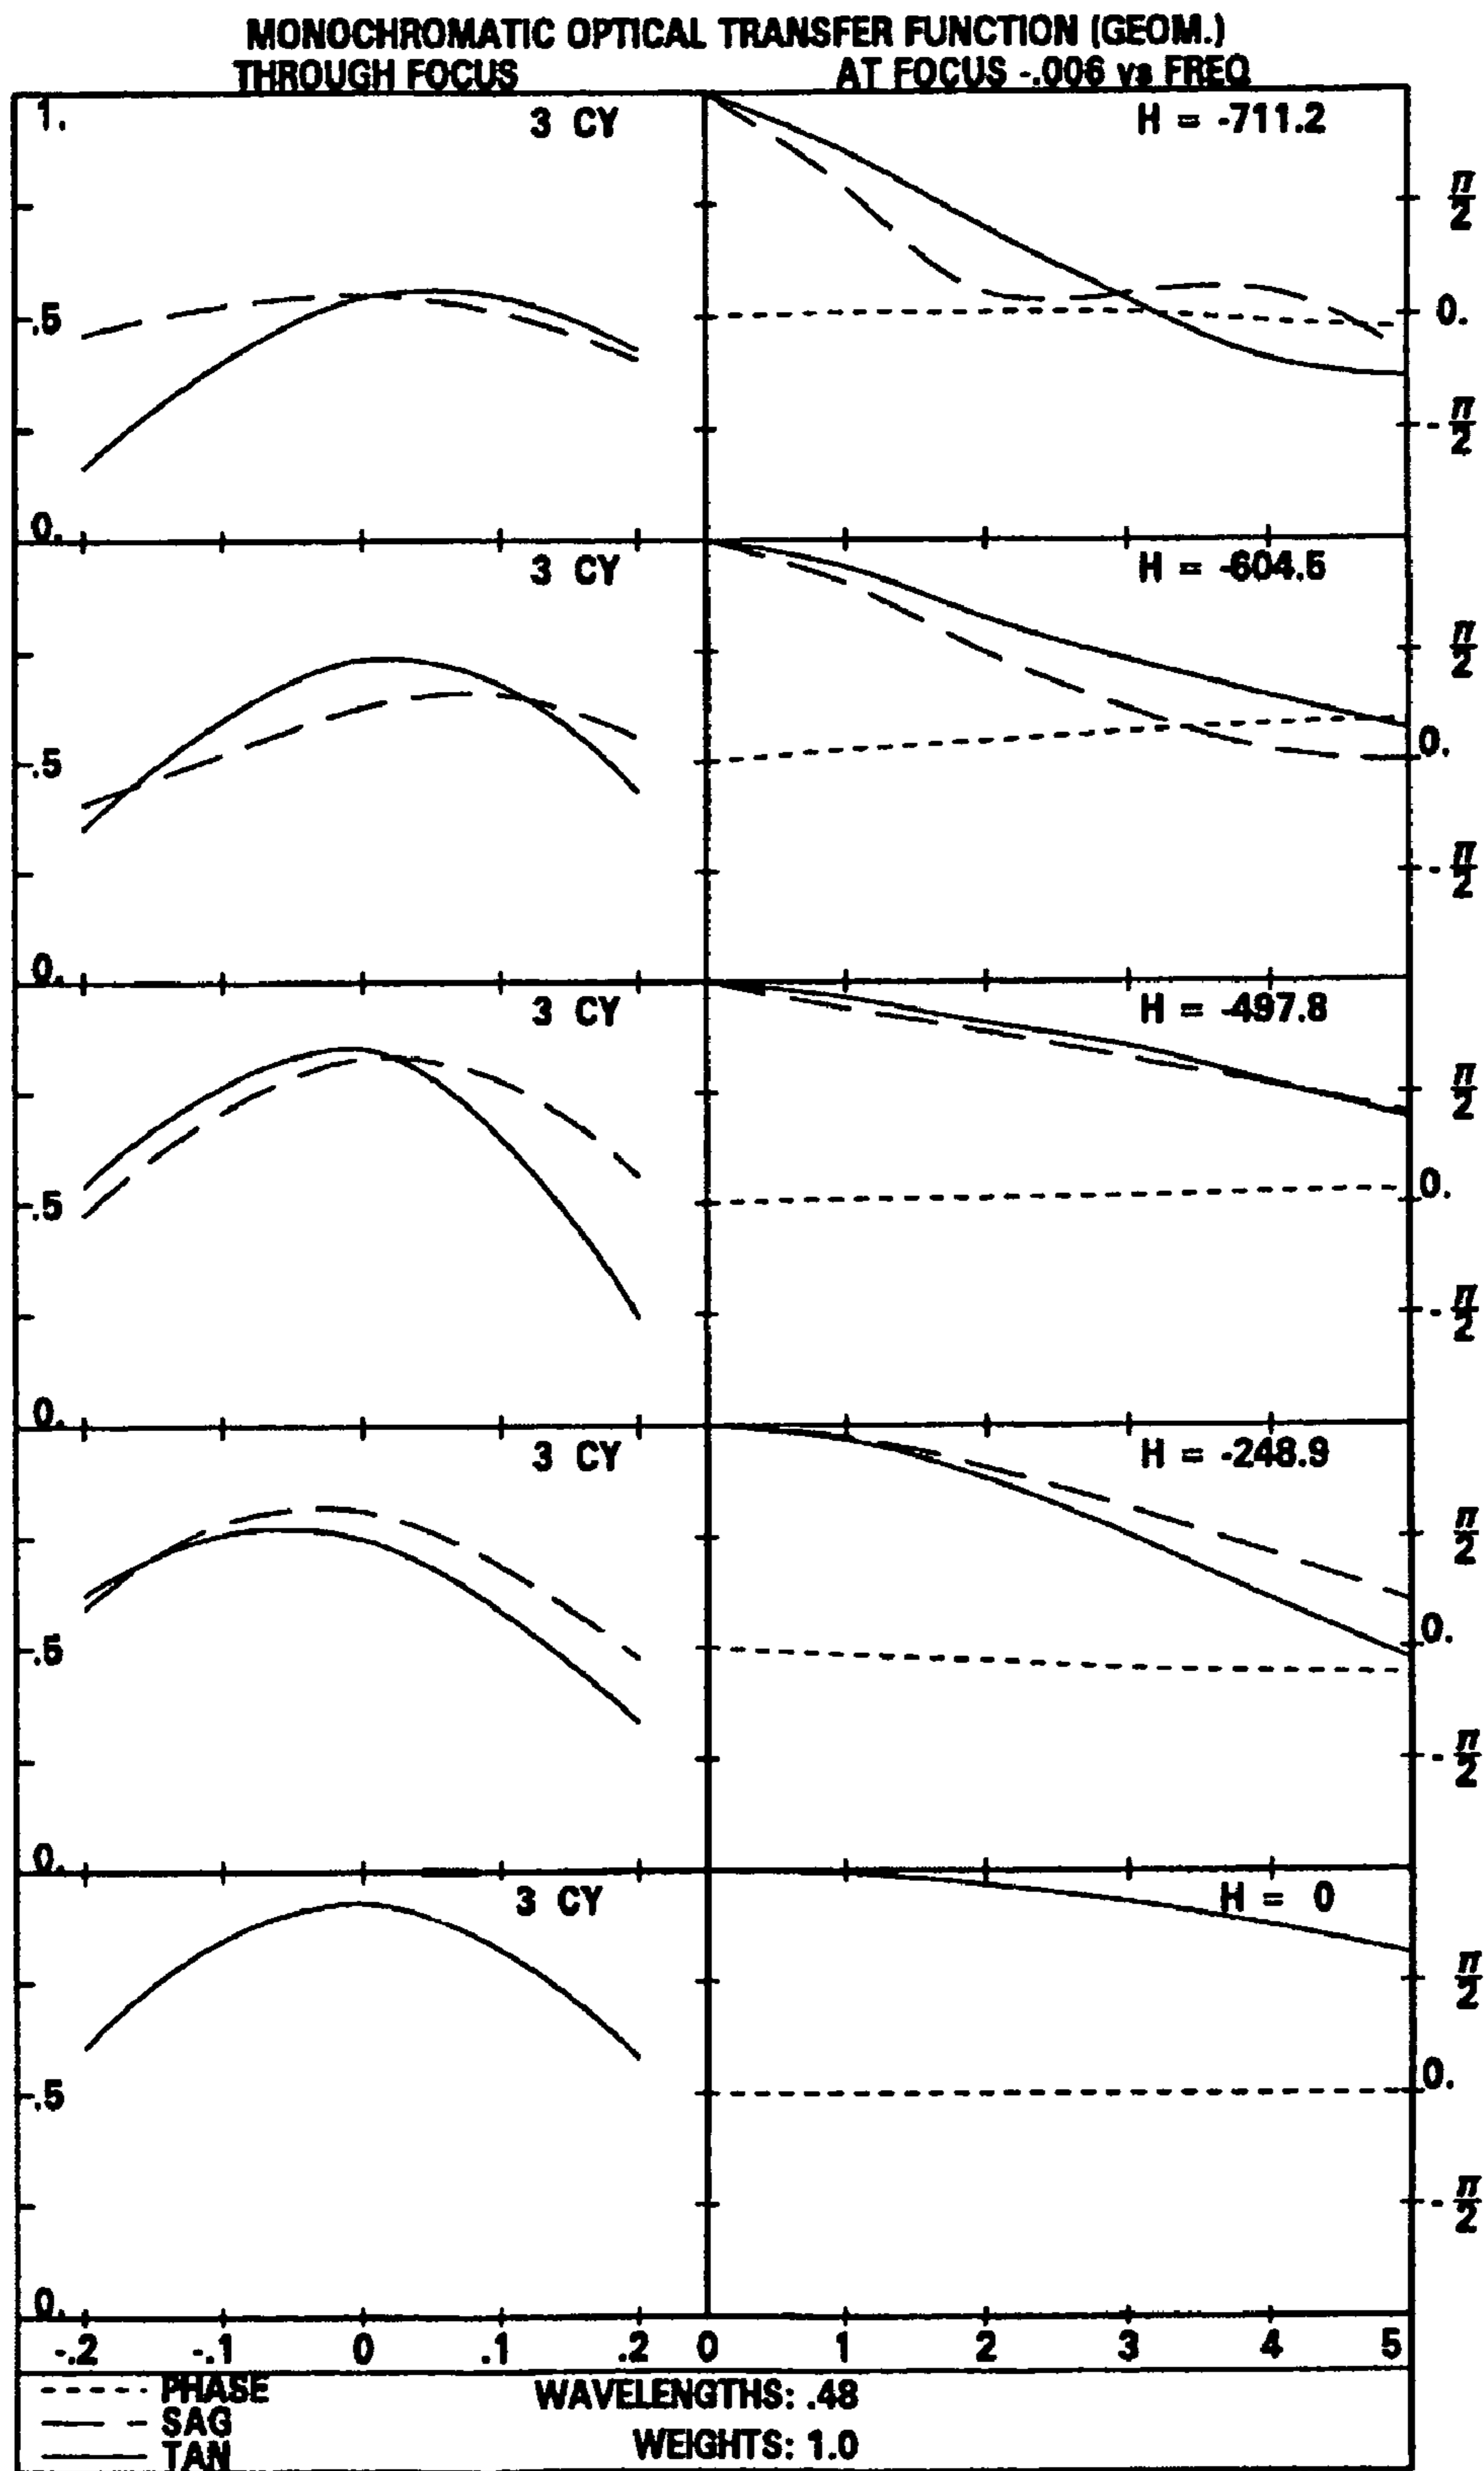 MONOCHROMATIC OPTICAL TRANSFER FUNCTION (GEOM.)
THROUGH FOCUS AT FOCUS -.006 vs FREQ
1. 3 CY H = -711.2
π/2
.5 0.
-π/2
0. 3 CY H = -604.5
π/2
.5 0.
-π/2
0. 3 CY H = -497.8
π/2
.5 0.
-π/2
0. 3 CY H = -248.9
π/2
.5 0.
-π/2
0. 3 CY H = 0
π/2
.5 0.
-π/2
0.
-.2 -.1 0 .1 .2 0 1 2 3 4 5
PHASE WAVELENGTHS: .48
SAG
TAN WEIGHTS: 1.0